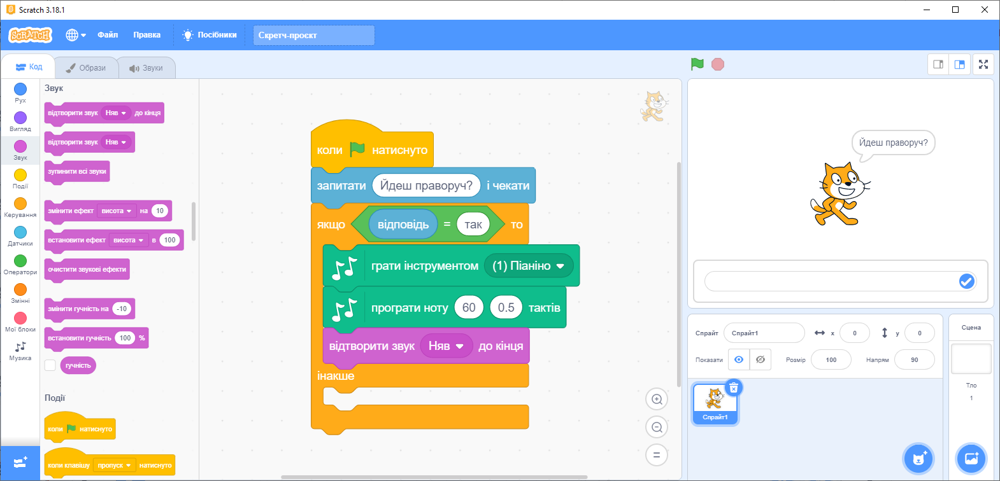 Scratch 3.18.1
SCRATCH
Файл
Правка
Посібники
Скретч-проєкт
Код
Образи
Звуки
Рух
Вигляд
Звук
Події
Керування
Датчики
Оператори
Змінні
Мої блоки
Музика
Звук
відтворити звук Няв до кінця
відтворити звук Няв
зупинити всі звуки
змінити ефект висота на 10
встановити ефект висота в 100
очистити звукові ефекти
змінити гучність на -10
встановити гучність 100 %
гучність
Події
коли натиснуто
коли клавішу пропуск натиснуто
коли натиснуто
запитати Йдеш праворуч? і чекати
якщо відповідь = так то
грати інструментом (1) Піаніно
програти ноту 60 0.5 тактів
відтворити звук Няв до кінця
інакше
Йдеш праворуч?
Спрайт Спрайт1 x 0 y 0
Показати Розмір 100 Напрям 90
Спрайт1
Сцена
Тло
1